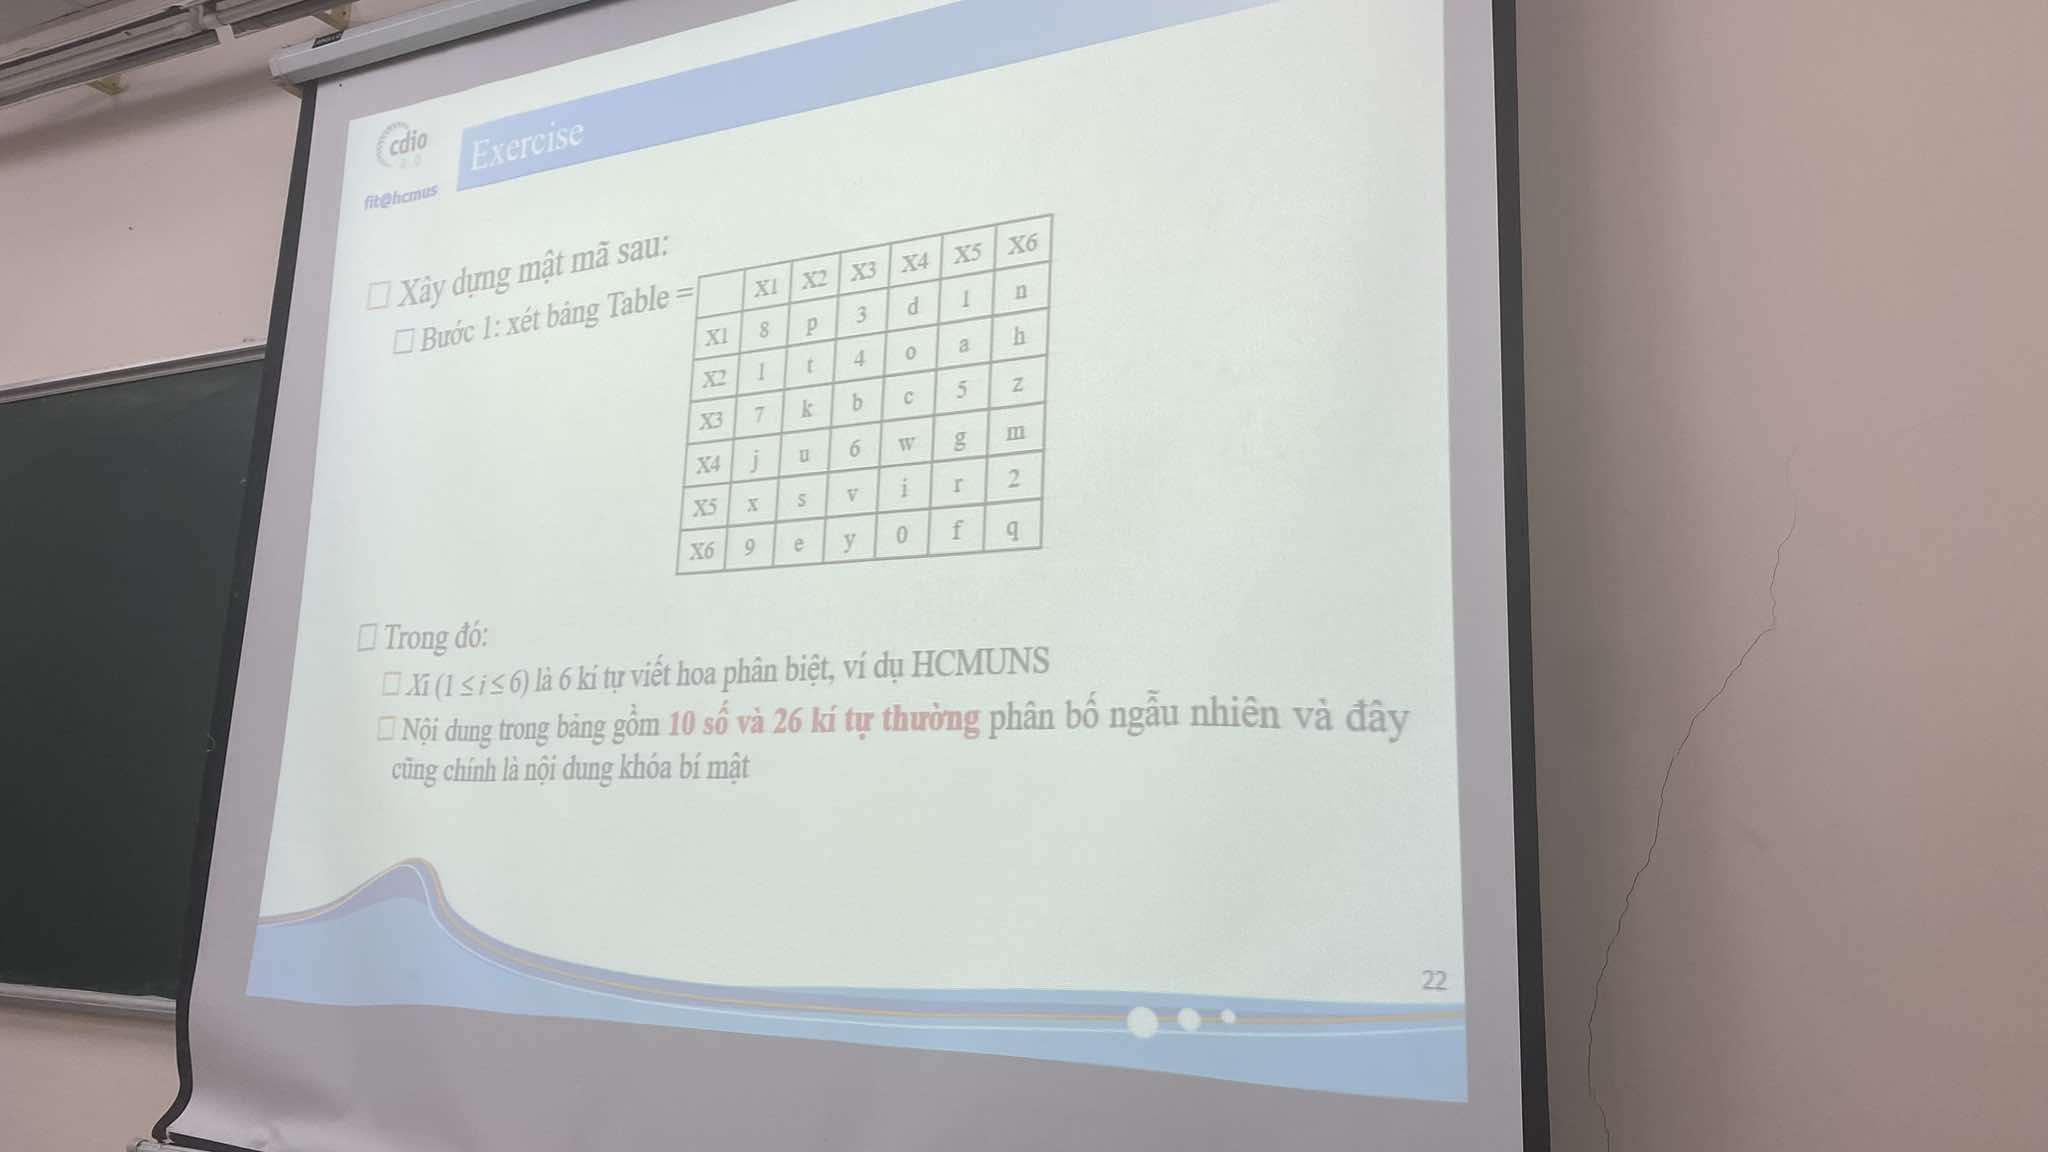 cdio
2.0
fit@hcmus
Exercise
□ Xây dựng mật mã sau:
□ Bước 1: xét bảng Table =
X1 X2 X3 X4 X5 X6
X1 8 p 3 d 1 n
X2 l t 4 o a h
X3 7 k b c 5 z
X4 j u 6 w g m
X5 x s v i r 2
X6 9 e y 0 f q
□ Trong đó:
□ Xi (1 ≤ i ≤ 6) là 6 kí tự viết hoa phân biệt, ví dụ HCMUNS
□ Nội dung trong bảng gồm 10 số và 26 kí tự thường phân bố ngẫu nhiên và đây
cũng chính là nội dung khóa bí mật
22